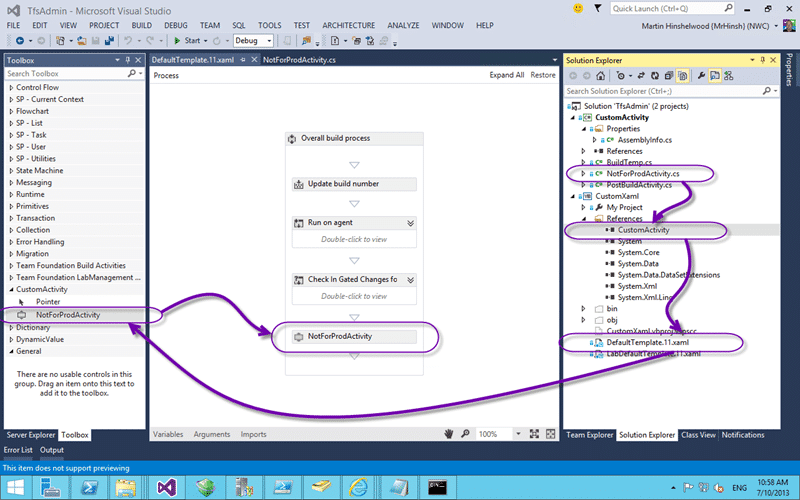 TfsAdmin - Microsoft Visual Studio
Quick Launch (Ctrl+Q)
FILE EDIT VIEW PROJECT BUILD DEBUG TEAM SQL TOOLS TEST ARCHITECTURE ANALYZE WINDOW HELP
Martin Hinshelwood (MrHinsh) (NWC)
Start Debug
Toolbox
Search Toolbox
Control Flow
SP - Current Context
Flowchart
SP - List
SP - Task
SP - User
SP - Utilities
State Machine
Messaging
Runtime
Primitives
Transaction
Collection
Error Handling
Migration
Team Foundation Build Activities
Team Foundation LabManagement ...
CustomActivity
Pointer
NotForProdActivity
Dictionary
DynamicValue
General
There are no usable controls in this
group. Drag an item onto this text to
add it to the toolbox.
Server Explorer Toolbox
DefaultTemplate.11.xaml NotForProdActivity.cs
Process
Expand All Restore
Overall build process
Update build number
Run on agent
Double-click to view
Check In Gated Changes fo
Double-click to view
NotForProdActivity
Variables Arguments Imports
100%
Solution Explorer
Search Solution Explorer (Ctrl+;)
Solution 'TfsAdmin' (2 projects)
CustomActivity
Properties
AssemblyInfo.cs
References
BuildTemp.cs
NotForProdActivity.cs
PostBuildActivity.cs
CustomXaml
My Project
References
CustomActivity
System
System.Core
System.Data
System.Data.DataSetExtensions
System.Xml
System.Xml.Linq
bin
obj
CustomXaml.vbproj.vspscc
DefaultTemplate.11.xaml
LabDefaultTemplate.11.xaml
Team Explorer Solution Explorer Class View Notifications
Properties
Error List Output
This item does not support previewing
ENG
10:58 AM
7/10/2013